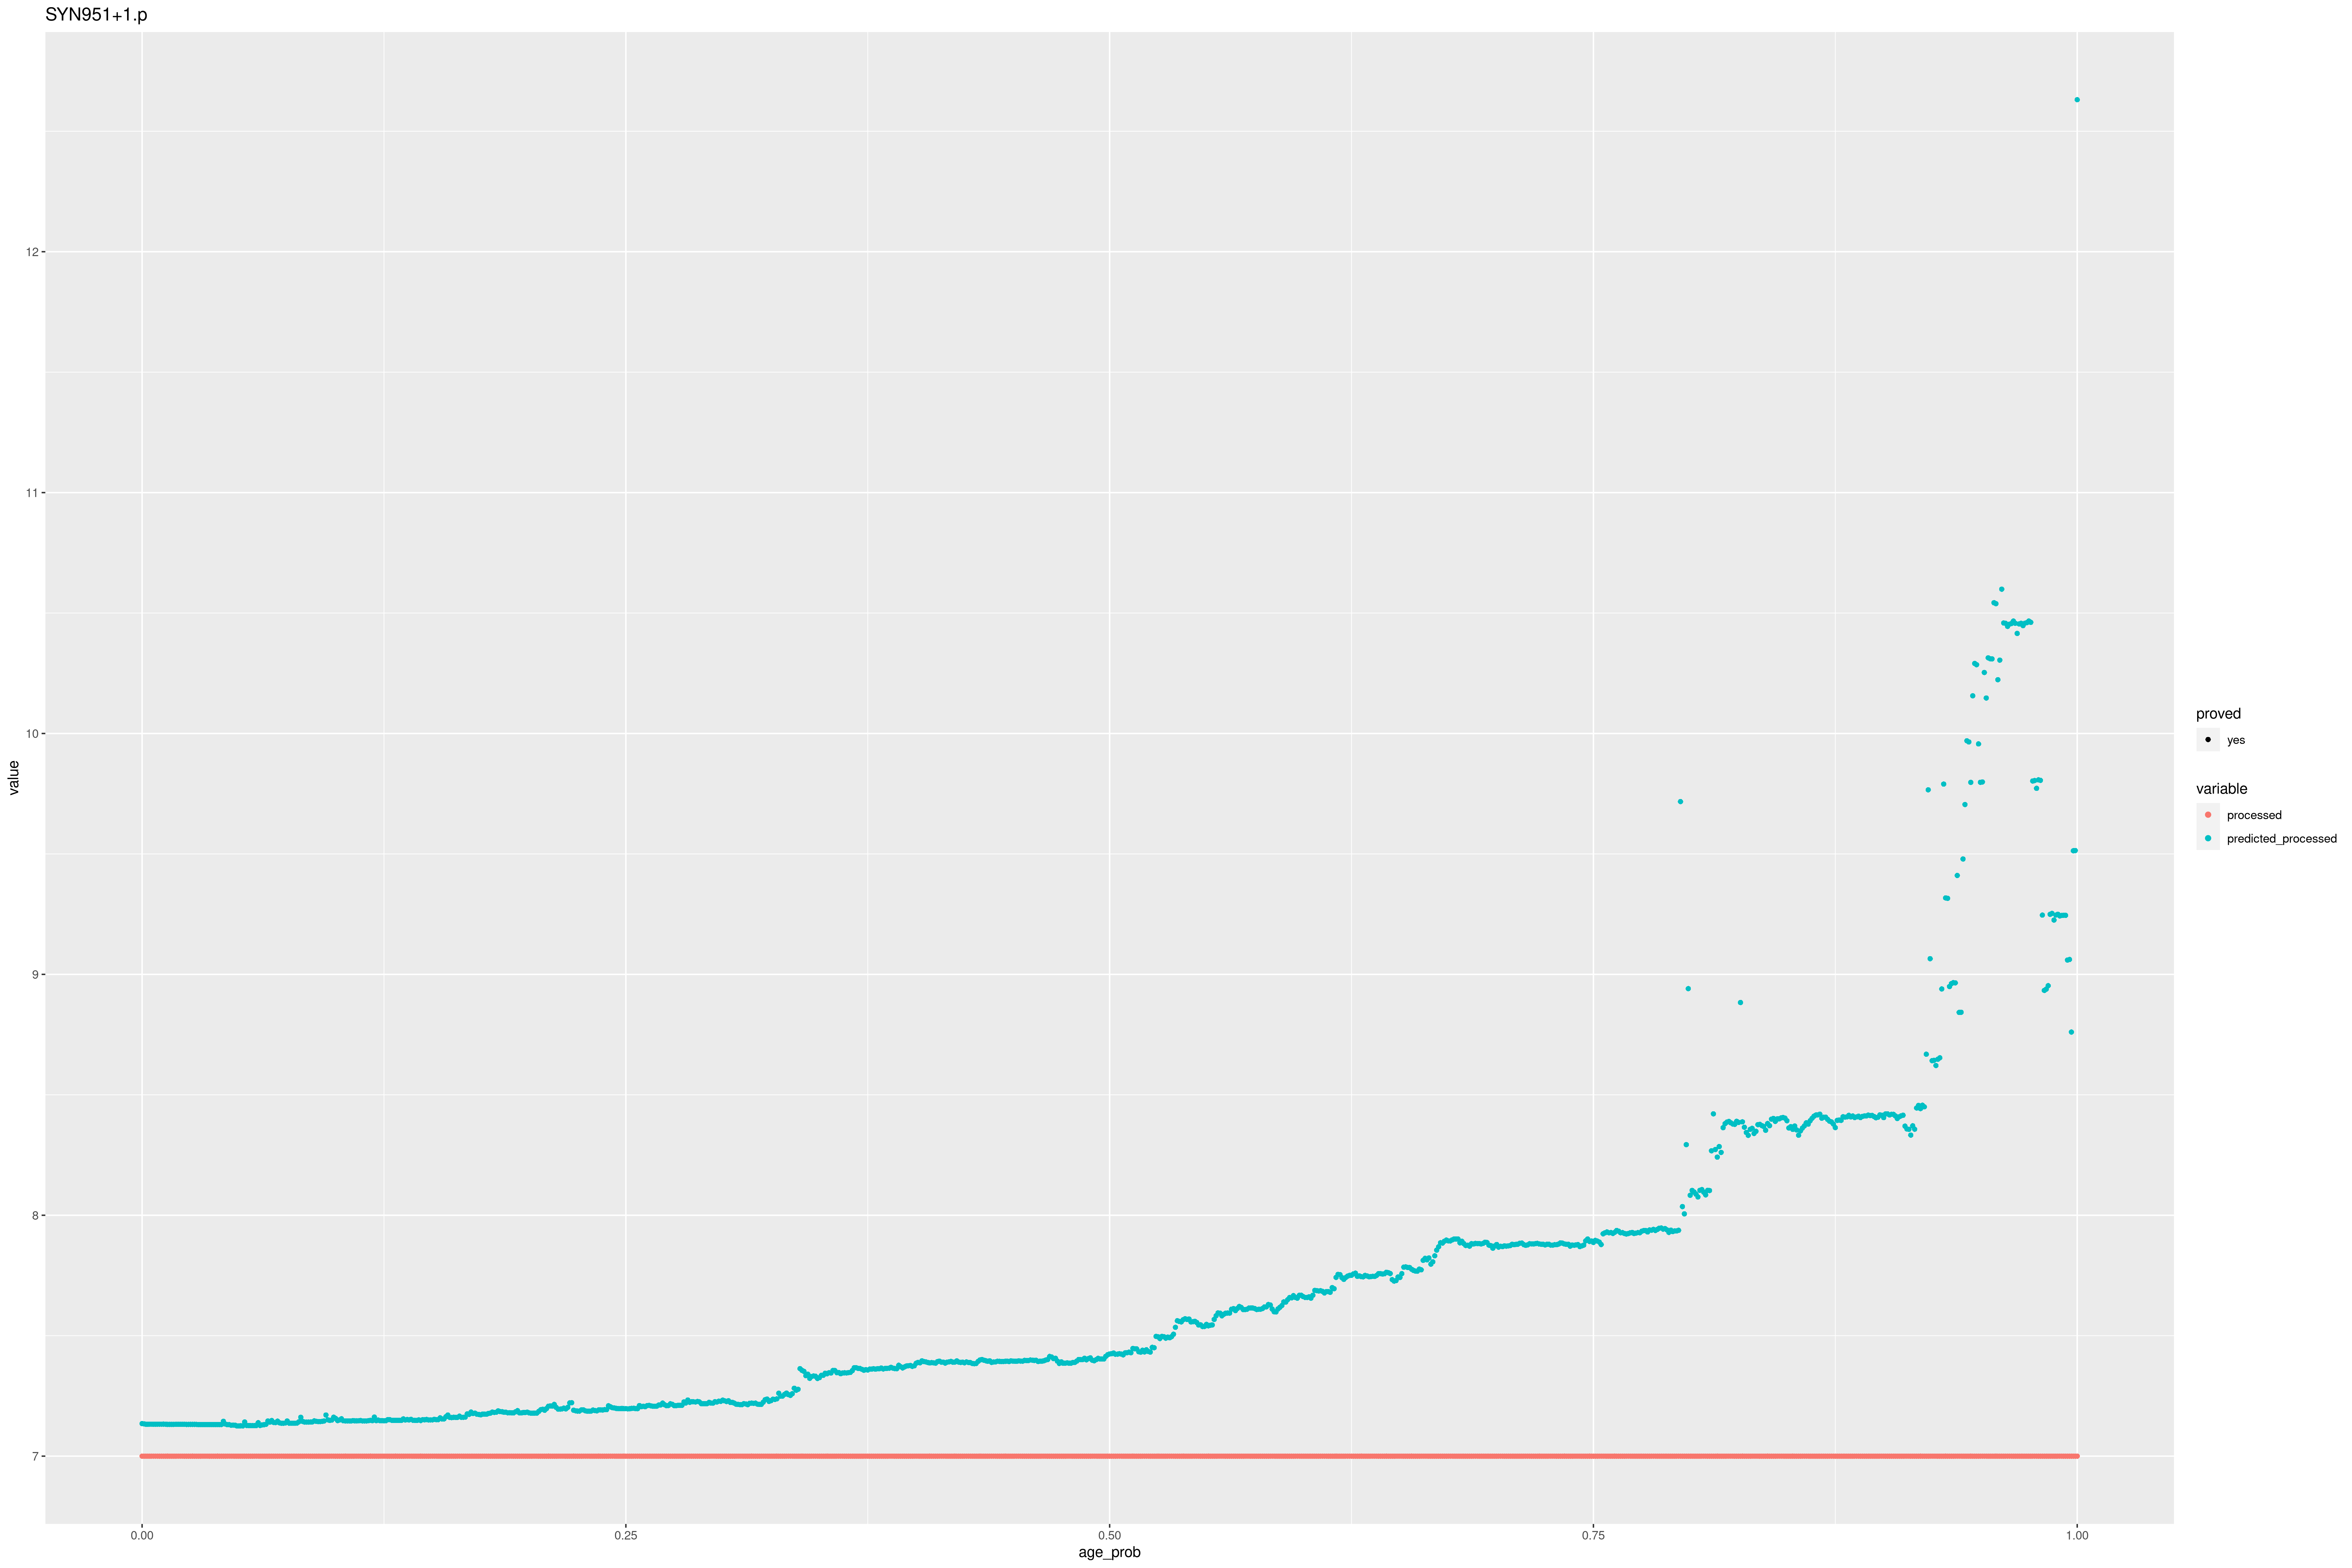 SYN951+1.p
value
12
11
10
9
8
7
0.00
0.25
0.50
0.75
1.00
age_prob
proved
yes
variable
processed
predicted_processed